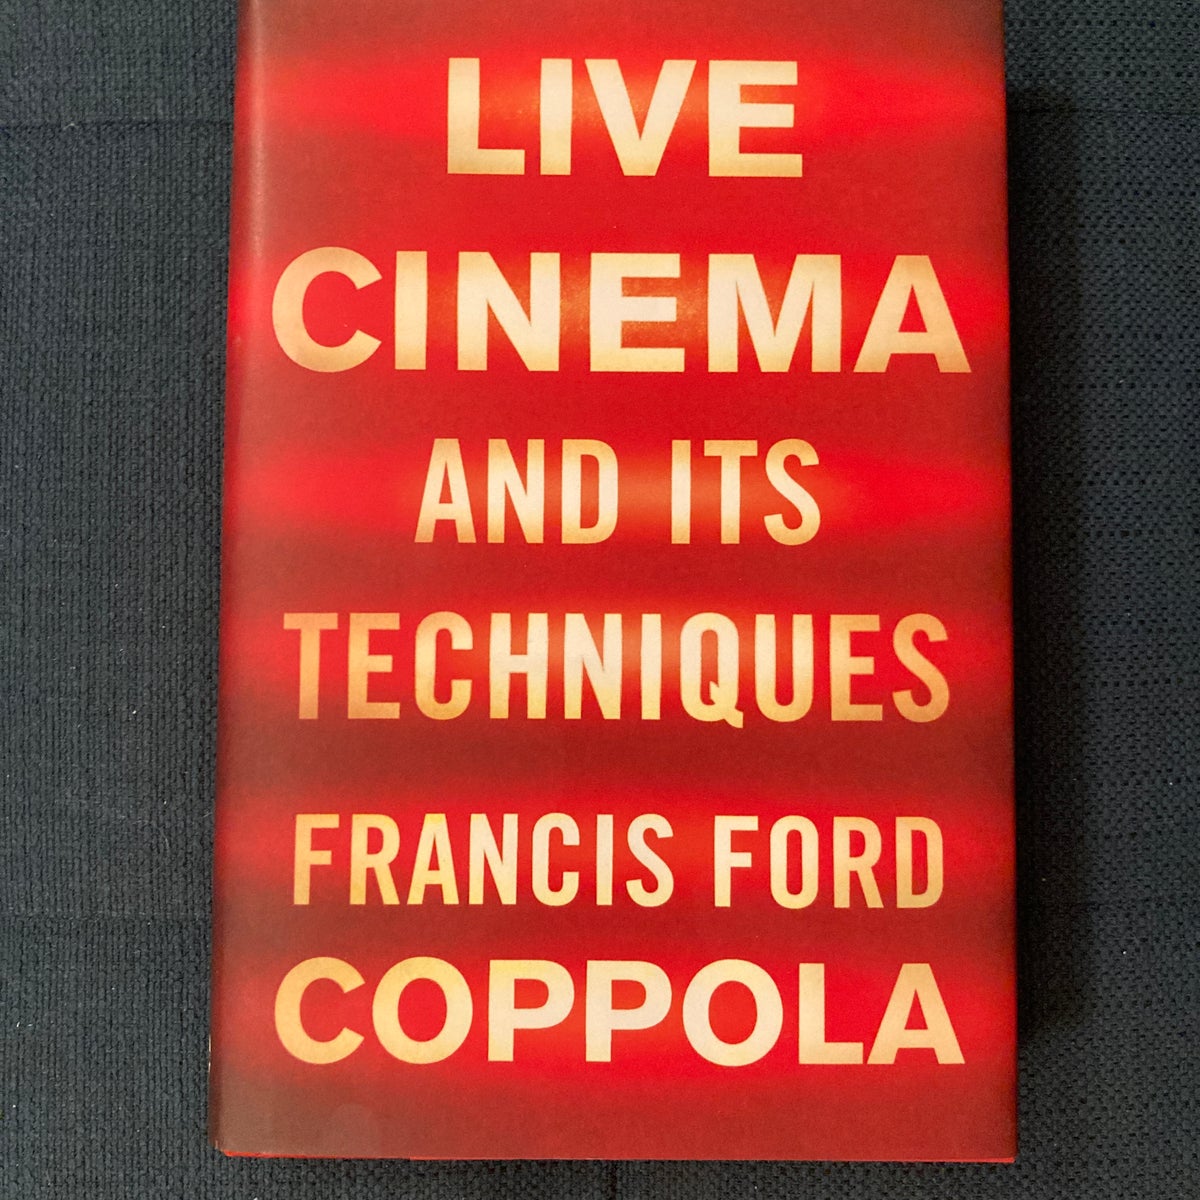 LIVE
CINEMA
AND ITS
TECHNIQUES
FRANCIS FORD
COPPOLA